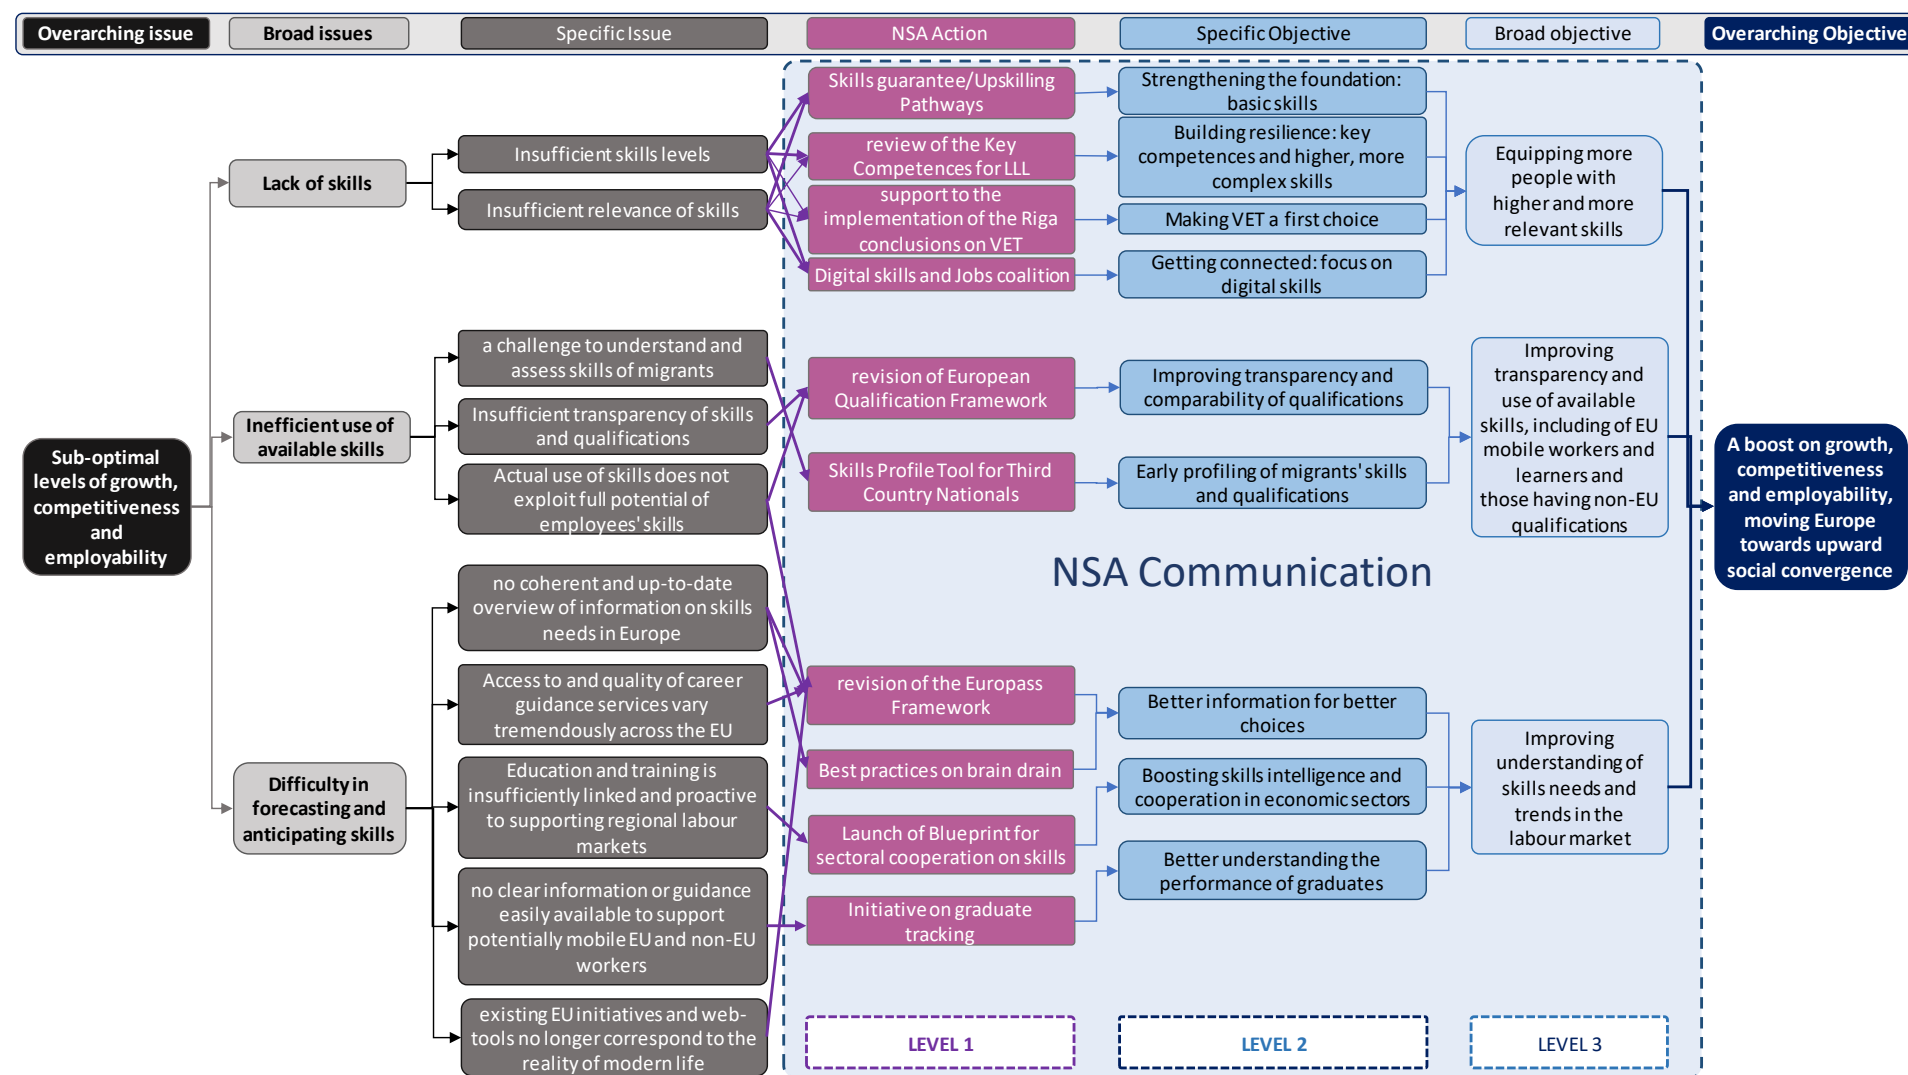 Overarching issue
Broad issues
Specific Issue
NSA Action
Specific Objective
Broad objective
Overarching Objective
Sub-optimal
levels of growth,
competitiveness
and
employability
Lack of skills
Inefficient use of
available skills
Difficulty in
forecasting and
anticipating skills
Insufficient skills levels
Insufficient relevance of skills
a challenge to understand and
assess skills of migrants
Insufficient transparency of skills
and qualifications
Actual use of skills does not
exploit full potential of
employees' skills
no coherent and up-to-date
overview of information on skills
needs in Europe
Access to and quality of career
guidance services vary
tremendously across the EU
Education and training is
insufficiently linked and proactive
to supporting regional labour
markets
no clear information or guidance
easily available to support
potentially mobile EU and non-EU
workers
existing EU initiatives and web-
tools no longer correspond to the
reality of modern life
Skills guarantee/Upskilling
Pathways
review of the Key
Competences for LLL
support to the
implementation of the Riga
conclusions on VET
Digital skills and Jobs coalition
revision of European
Qualification Framework
Skills Profile Tool for Third
Country Nationals
NSA Communication
revision of the Europass
Framework
Best practices on brain drain
Launch of Blueprint for
sectoral cooperation on skills
Initiative on graduate
tracking
Strengthening the foundation:
basic skills
Building resilience: key
competences and higher, more
complex skills
Making VET a first choice
Getting connected: focus on
digital skills
Improving transparency and
comparability of qualifications
Early profiling of migrants' skills
and qualifications
Better information for better
choices
Boosting skills intelligence and
cooperation in economic sectors
Better understanding the
performance of graduates
Equipping more
people with
higher and more
relevant skills
Improving
transparency and
use of available
skills, including of EU
mobile workers and
learners and
those having non-EU
qualifications
Improving
understanding of
skills needs and
trends in the
labour market
A boost on growth,
competitiveness
and employability,
moving Europe
towards upward
social convergence
LEVEL 1
LEVEL 2
LEVEL 3